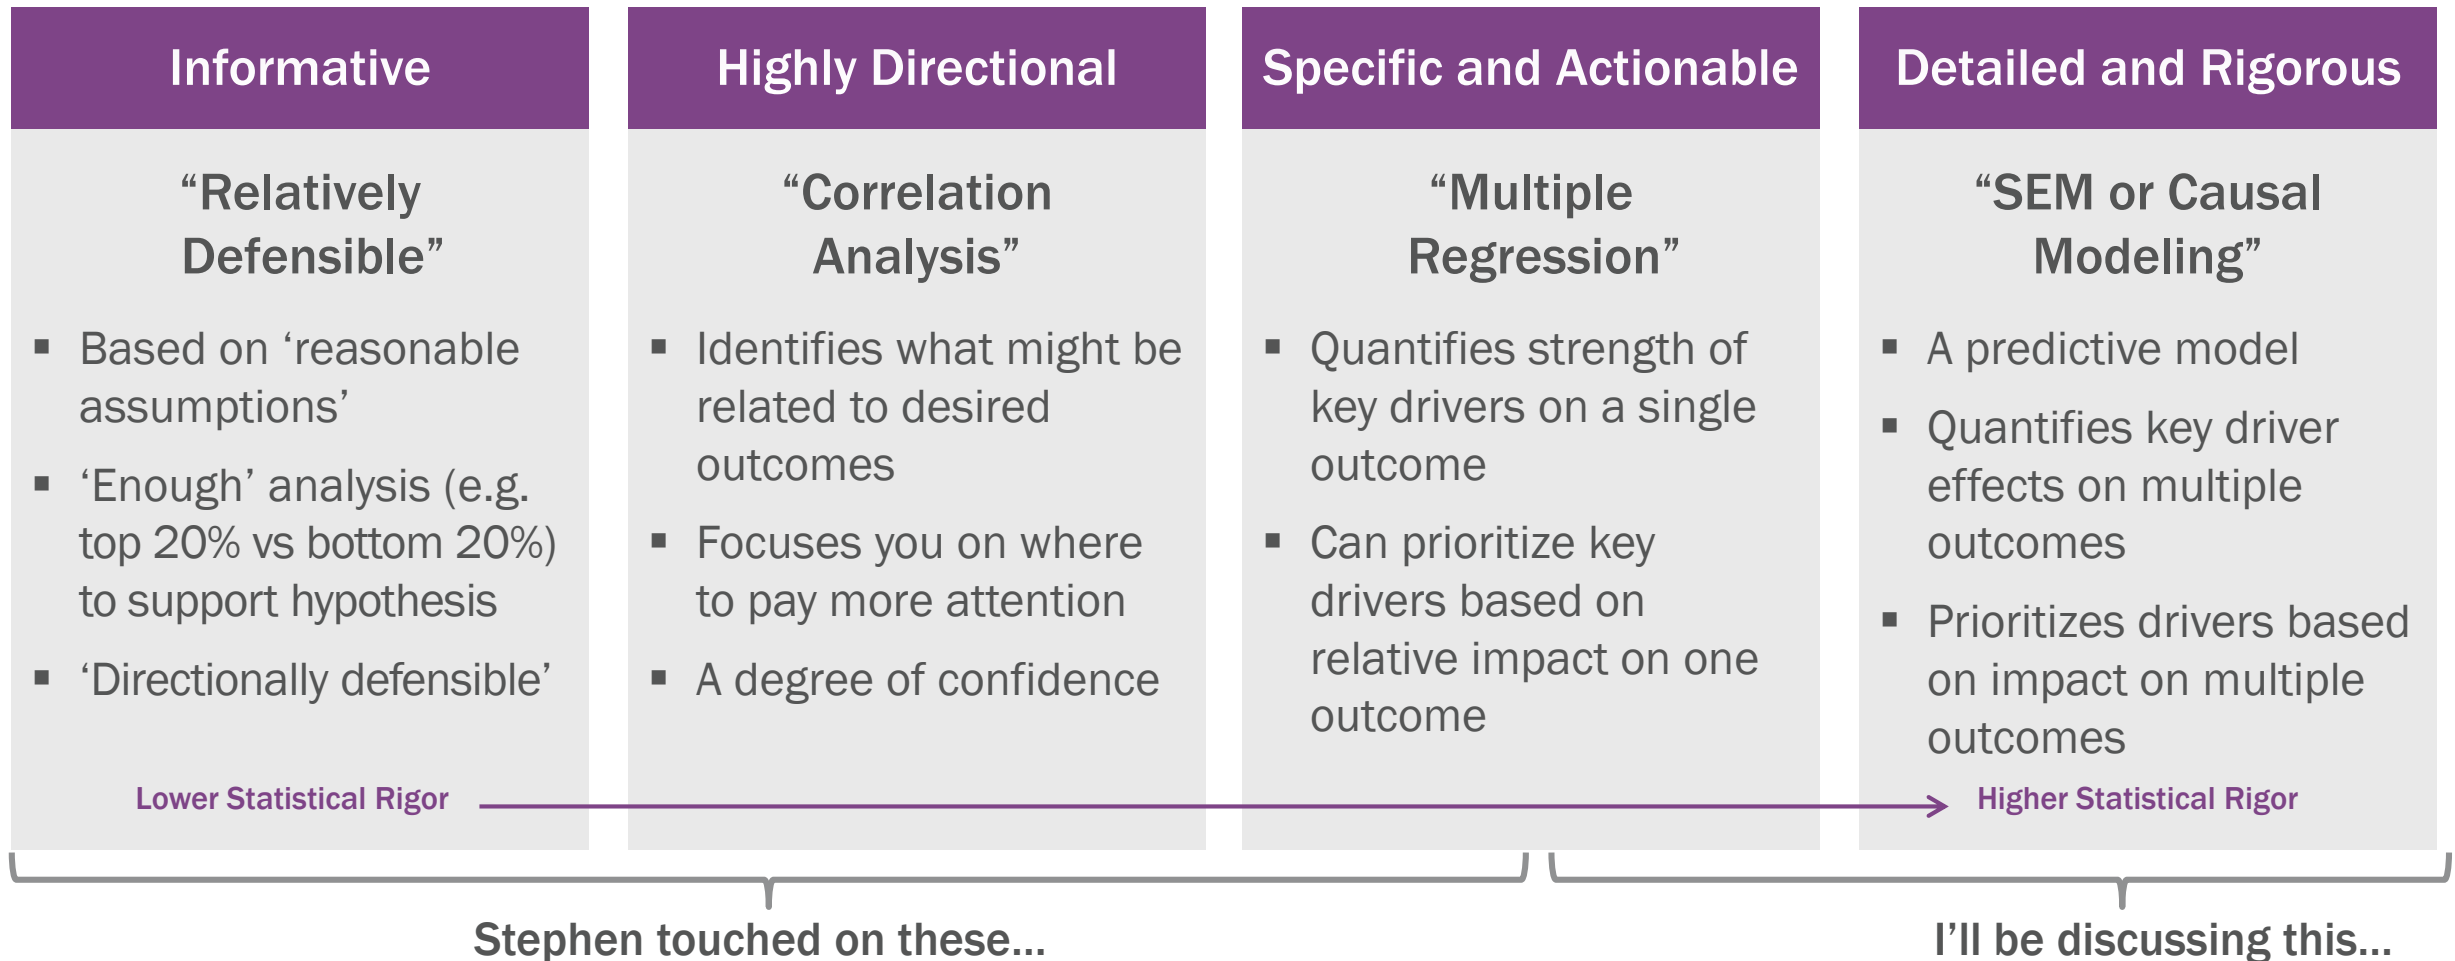 Informative
“Relatively
Defensible”
▪ Based on ‘reasonable
assumptions’
▪ ‘Enough’ analysis (e.g.
top 20% vs bottom 20%)
to support hypothesis
▪ ‘Directionally defensible’
Highly Directional
“Correlation
Analysis”
▪ Identifies what might be
related to desired
outcomes
▪ Focuses you on where
to pay more attention
▪ A degree of confidence
Specific and Actionable
“Multiple
Regression”
▪ Quantifies strength of
key drivers on a single
outcome
▪ Can prioritize key
drivers based on
relative impact on one
outcome
Detailed and Rigorous
“SEM or Causal
Modeling”
▪ A predictive model
▪ Quantifies key driver
effects on multiple
outcomes
▪ Prioritizes drivers based
on impact on multiple
outcomes
Lower Statistical Rigor
Higher Statistical Rigor
Stephen touched on these...
I’ll be discussing this...